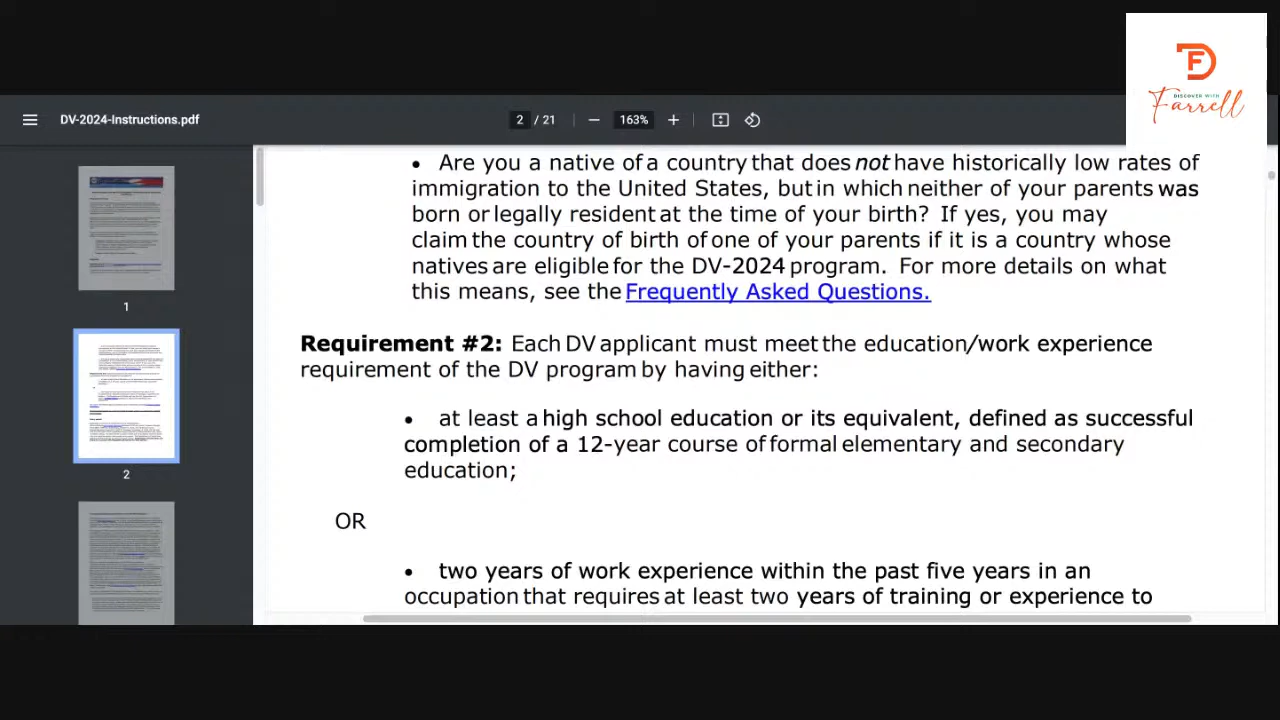 DF
DISCOVER WITH
Farrell
DV-2024-Instructions.pdf
2 / 21
163%
• Are you a native of a country that does not have historically low rates of
immigration to the United States, but in which neither of your parents was
born or legally resident at the time of your birth? If yes, you may
claim the country of birth of one of your parents if it is a country whose
natives are eligible for the DV-2024 program. For more details on what
this means, see the Frequently Asked Questions.
Requirement #2: Each DV applicant must meet the education/work experience
requirement of the DV program by having either:
• at least a high school education or its equivalent, defined as successful
completion of a 12-year course of formal elementary and secondary
education;
OR
• two years of work experience within the past five years in an
occupation that requires at least two years of training or experience to
1
2